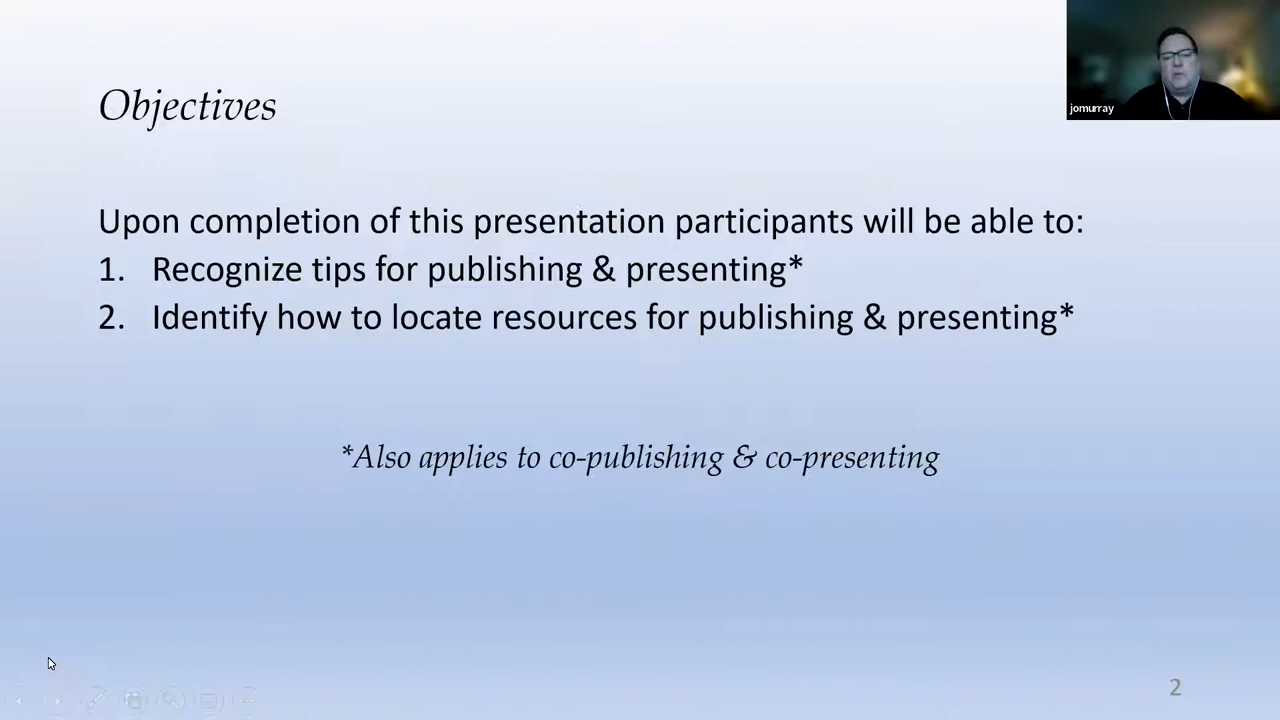 jomurray
Objectives
Upon completion of this presentation participants will be able to:
1. Recognize tips for publishing & presenting*
2. Identify how to locate resources for publishing & presenting*
*Also applies to co-publishing & co-presenting
2